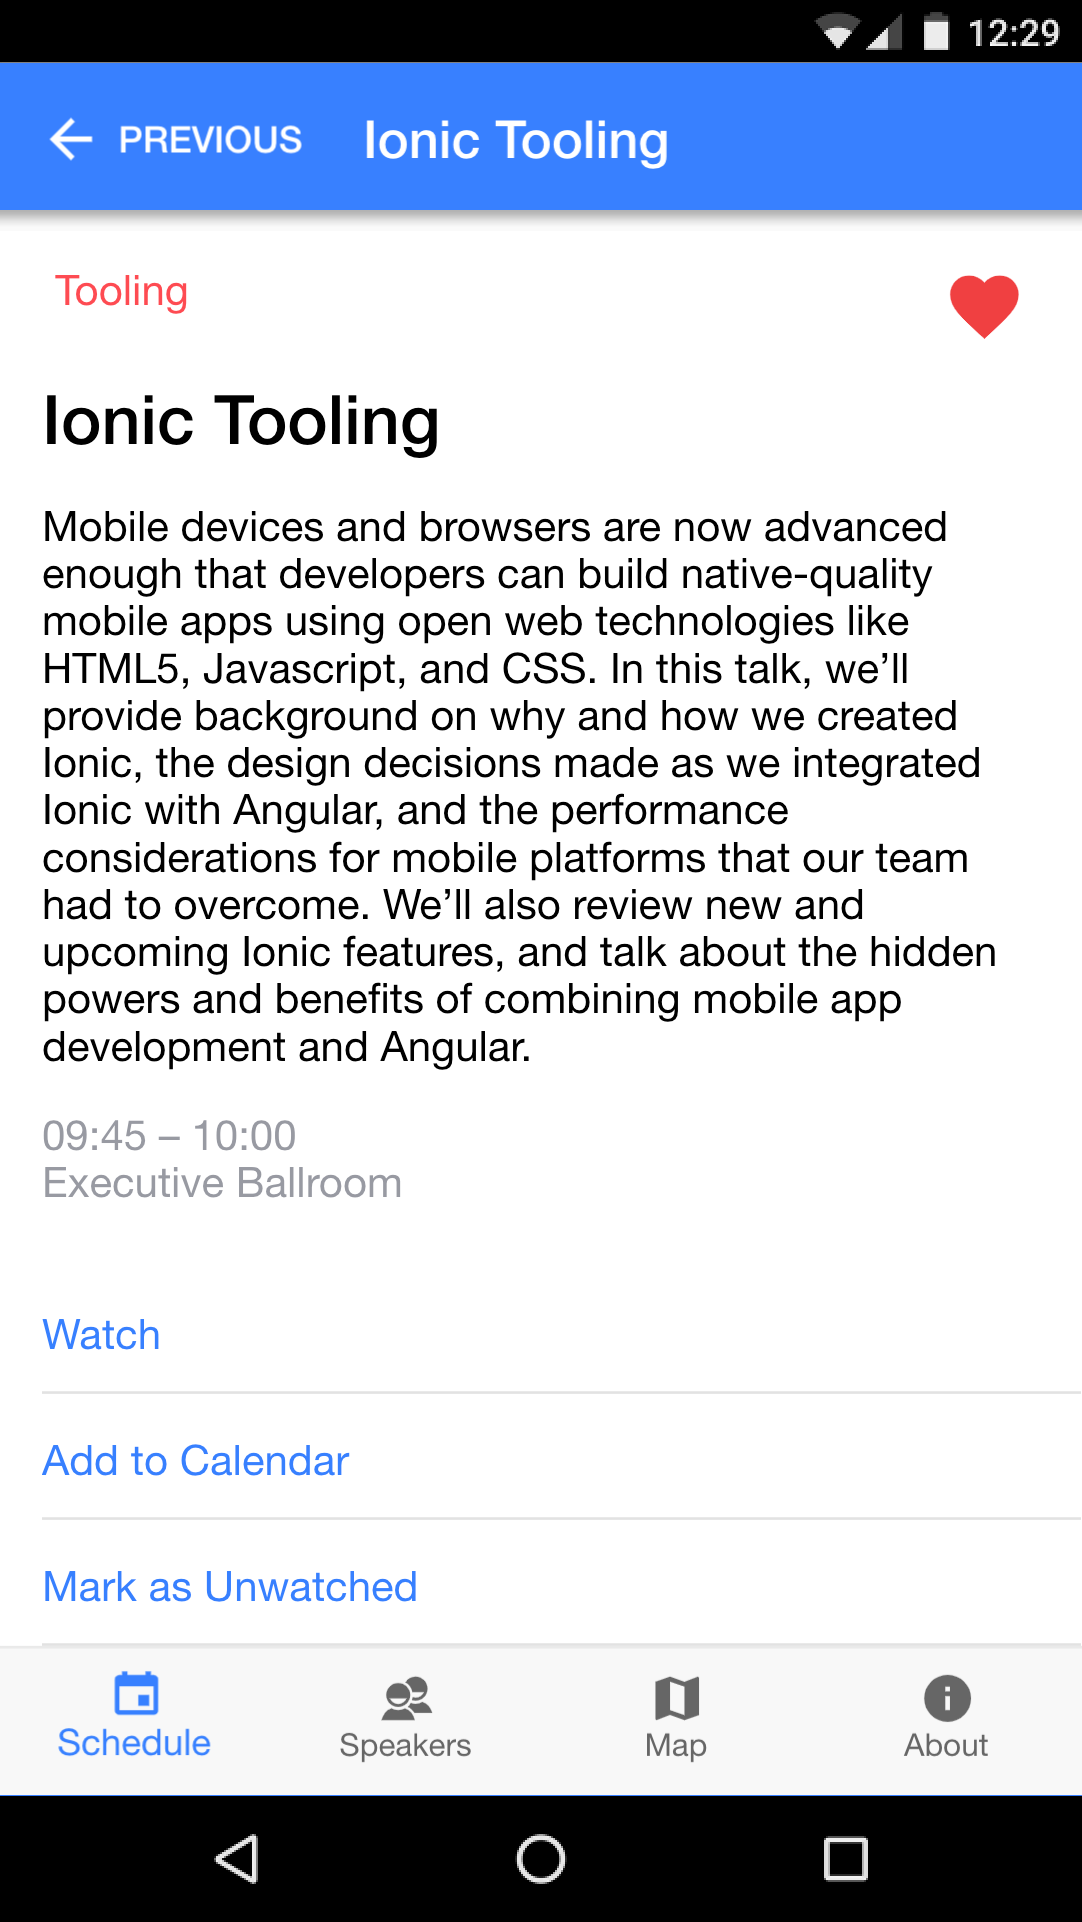 12:29
PREVIOUS Ionic Tooling
Tooling
Ionic Tooling
Mobile devices and browsers are now advanced
enough that developers can build native-quality
mobile apps using open web technologies like
HTML5, Javascript, and CSS. In this talk, we’ll
provide background on why and how we created
Ionic, the design decisions made as we integrated
Ionic with Angular, and the performance
considerations for mobile platforms that our team
had to overcome. We’ll also review new and
upcoming Ionic features, and talk about the hidden
powers and benefits of combining mobile app
development and Angular.
09:45 – 10:00
Executive Ballroom
Watch
Add to Calendar
Mark as Unwatched
Schedule Speakers Map About